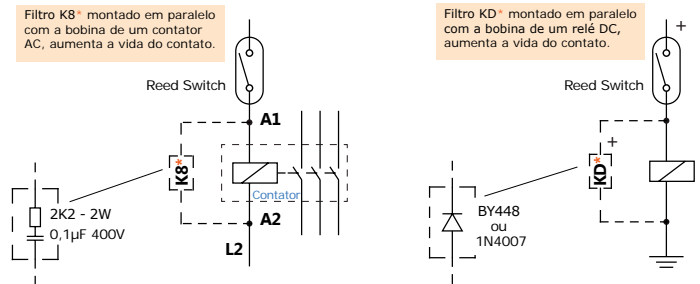 Filtro K8* montado em paralelo
com a bobina de um contator
AC, aumenta a vida do contato.
Reed Switch
A1
K8*
Contator
A2
L2
2K2 - 2W
0,1µF 400V
Filtro KD* montado em paralelo
com a bobina de um relé DC,
aumenta a vida do contato.
+
Reed Switch
+
KD*
BY448
ou
1N4007